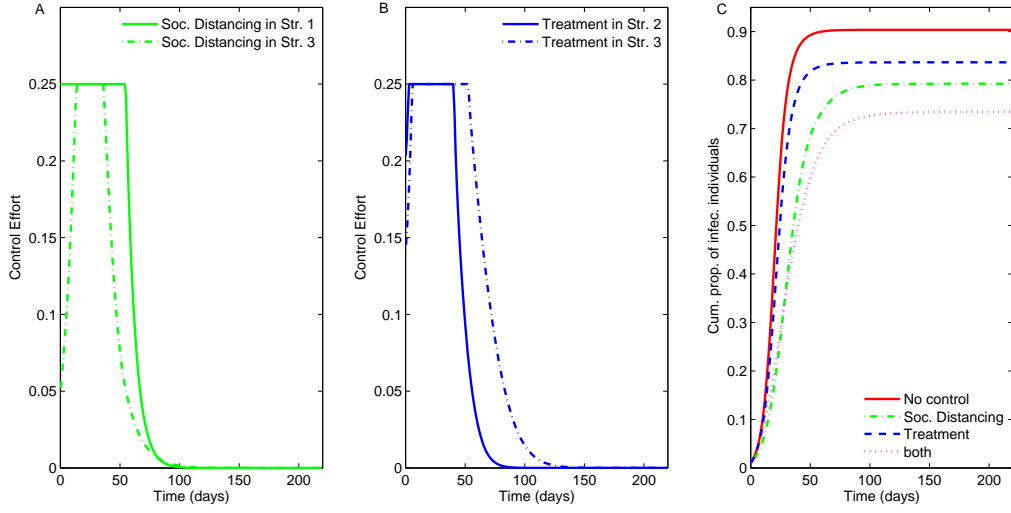 A
Soc. Distancing in Str. 1
Soc. Distancing in Str. 3
0.25
0.2
0.15
0.1
0.05
0
Control Effort
0 50 100 150 200
Time (days)
B
Treatment in Str. 2
Treatment in Str. 3
0.25
0.2
0.15
0.1
0.05
0
Control Effort
0 50 100 150 200
Time (days)
C
0.9
0.8
0.7
0.6
0.5
0.4
0.3
0.2
0.1
0
Cum. prop. of infec. individuals
No control
Soc. Distancing
Treatment
both
0 50 100 150 200
Time (days)